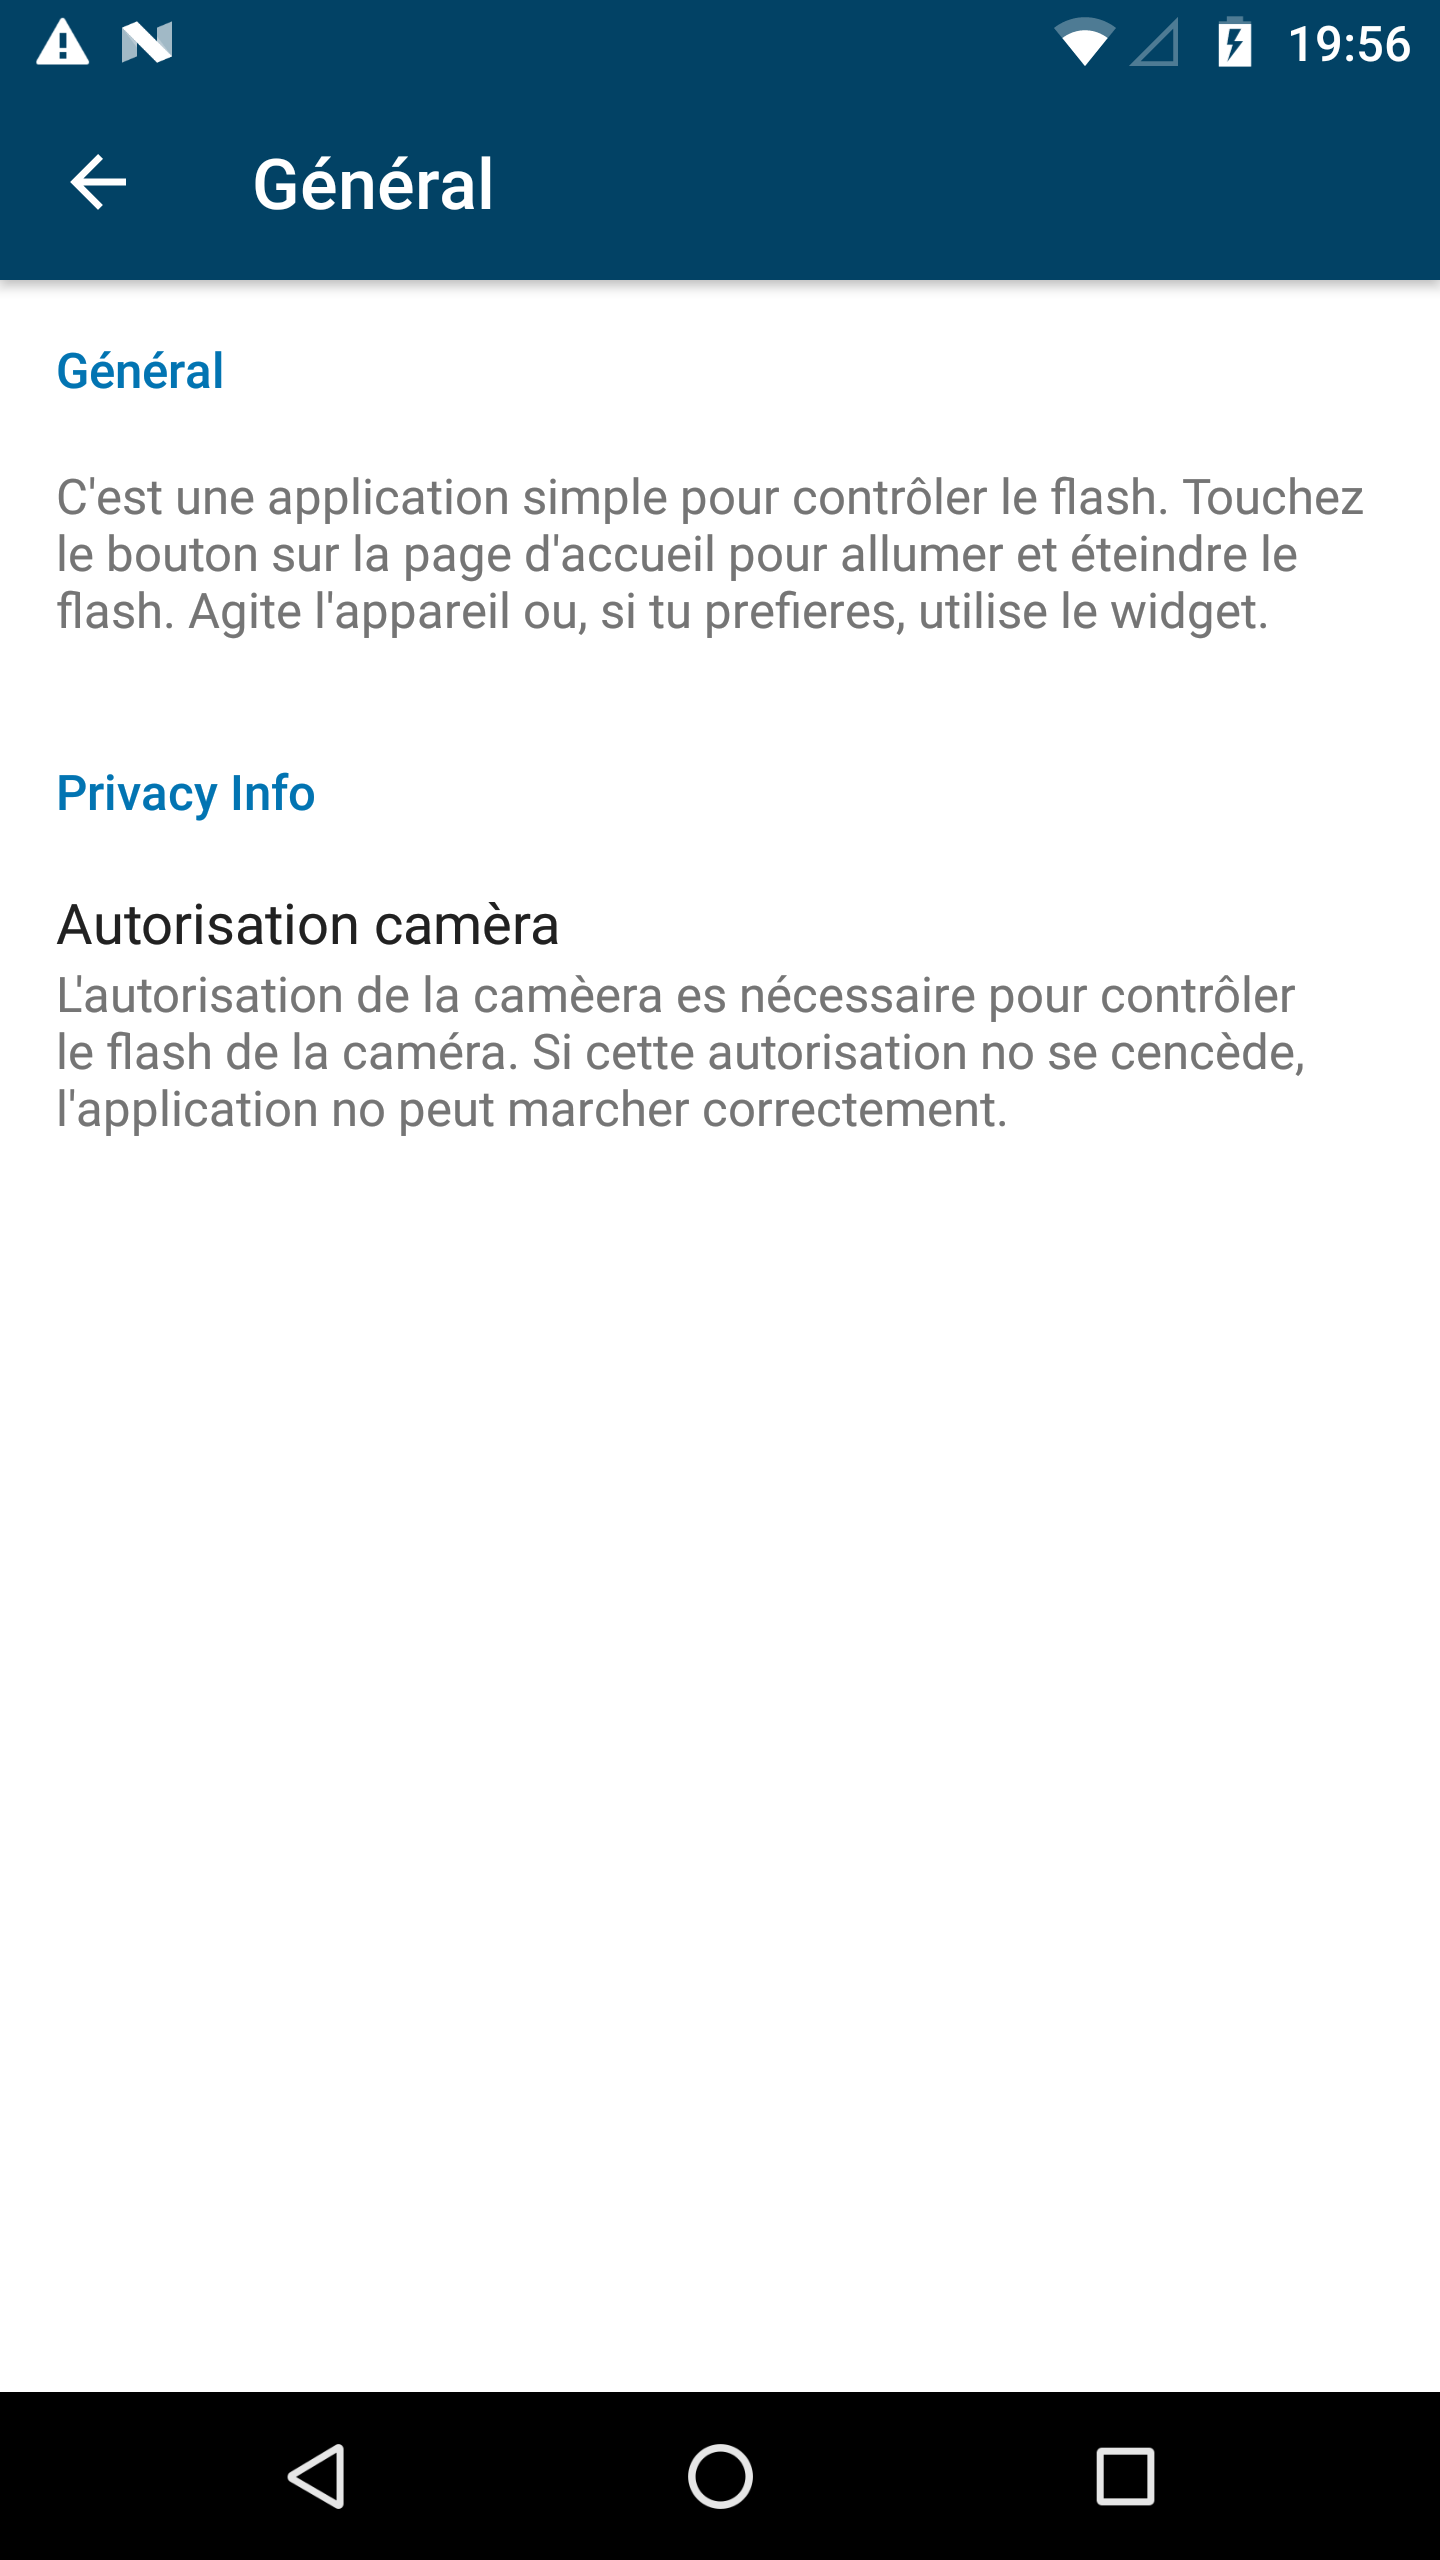 19:56
Général
Général
C'est une application simple pour contrôler le flash. Touchez
le bouton sur la page d'accueil pour allumer et éteindre le
flash. Agite l'appareil ou, si tu prefieres, utilise le widget.
Privacy Info
Autorisation camèra
L'autorisation de la camèera es nécessaire pour contrôler
le flash de la caméra. Si cette autorisation no se cencède,
l'application no peut marcher correctement.